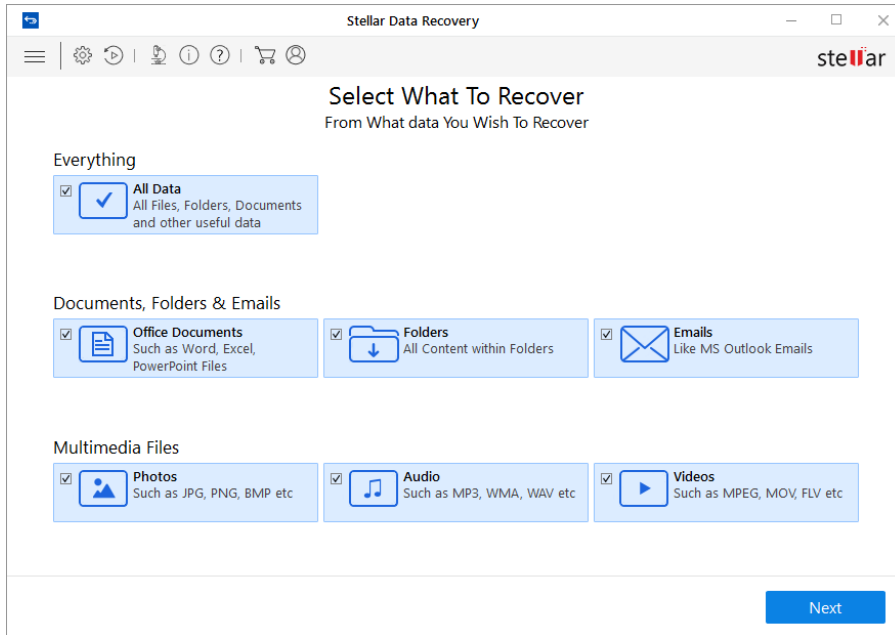 Stellar Data Recovery
stellar
Select What To Recover
From What data You Wish To Recover
Everything
All Data
All Files, Folders, Documents
and other useful data
Documents, Folders & Emails
Office Documents
Such as Word, Excel,
PowerPoint Files
Folders
All Content within Folders
Emails
Like MS Outlook Emails
Multimedia Files
Photos
Such as JPG, PNG, BMP etc
Audio
Such as MP3, WMA, WAV etc
Videos
Such as MPEG, MOV, FLV etc
Next